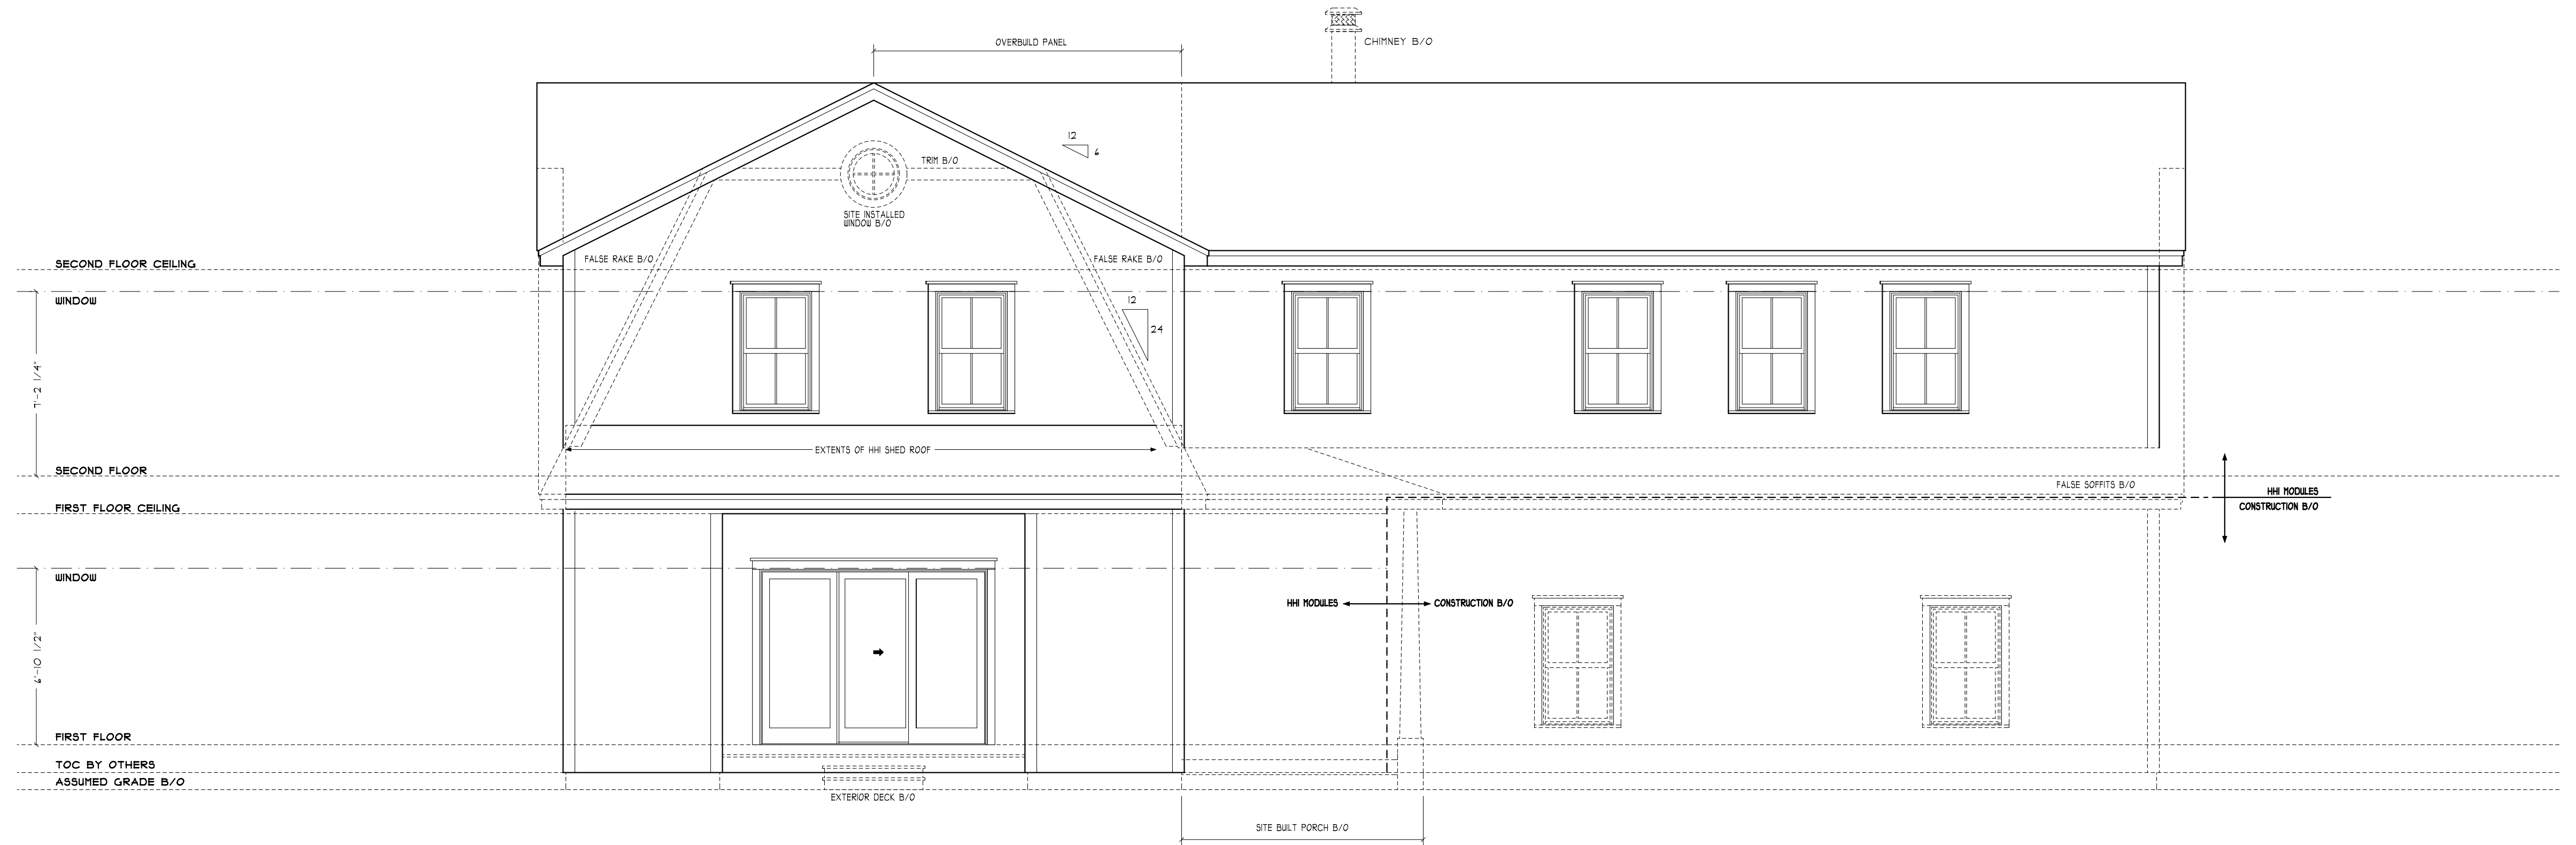 OVERBUILD PANEL
CHIMNEY B/O
12
6
TRIM B/O
SITE INSTALLED
WINDOW B/O
FALSE RAKE B/O
FALSE RAKE B/O
SECOND FLOOR CEILING
WINDOW
12
24
7'-2 1/4"
EXTENTS OF HHI SHED ROOF
SECOND FLOOR
FALSE SOFFITS B/O
HHI MODULES
CONSTRUCTION B/O
FIRST FLOOR CEILING
WINDOW
HHI MODULES
CONSTRUCTION B/O
6'-10 1/2"
FIRST FLOOR
TOC BY OTHERS
ASSUMED GRADE B/O
EXTERIOR DECK B/O
SITE BUILT PORCH B/O